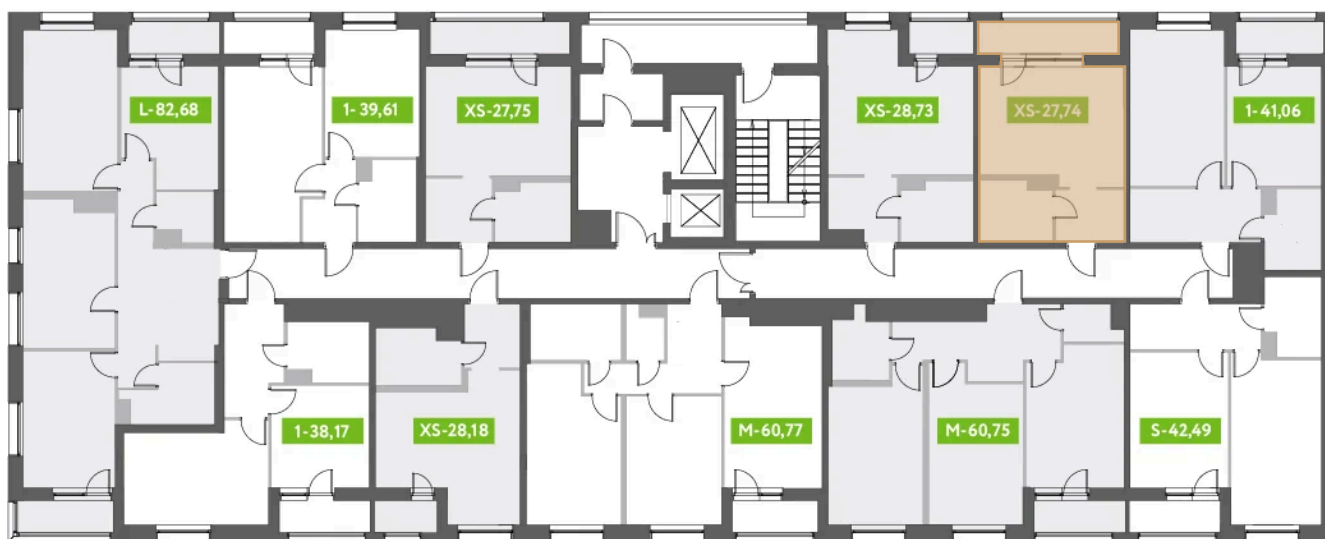 L-82,68
1- 39,61
XS-27,75
XS-28,73
XS-27,74
1- 41,06
1-38,17
XS-28,18
M-60,77
M-60,75
S-42,49